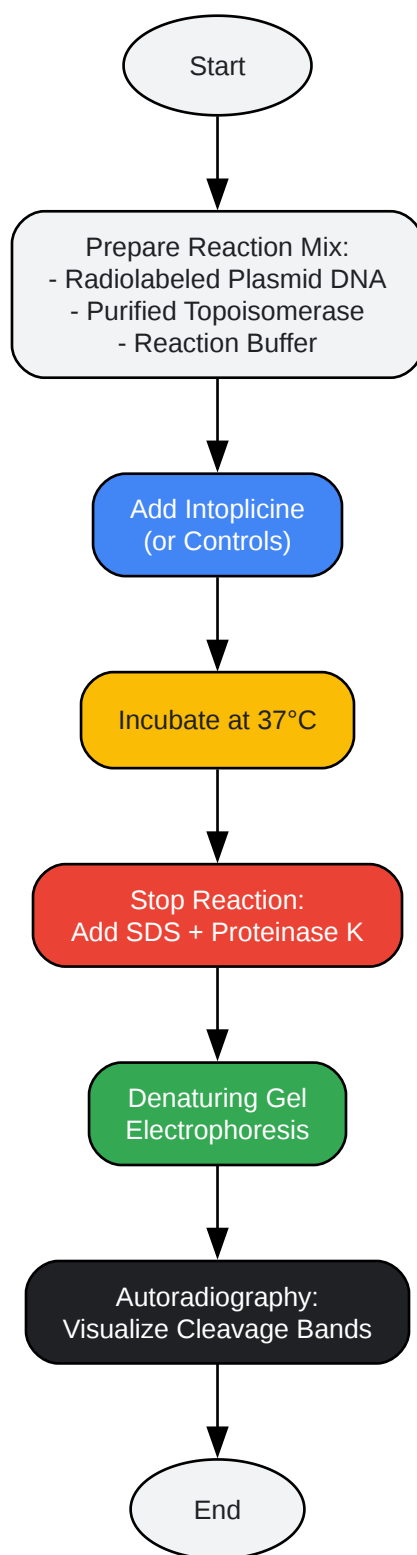 Start
Prepare Reaction Mix:
- Radiolabeled Plasmid DNA
- Purified Topoisomerase
- Reaction Buffer
Add Intoplicine
(or Controls)
Incubate at 37°C
Stop Reaction:
Add SDS + Proteinase K
Denaturing Gel
Electrophoresis
Autoradiography:
Visualize Cleavage Bands
End